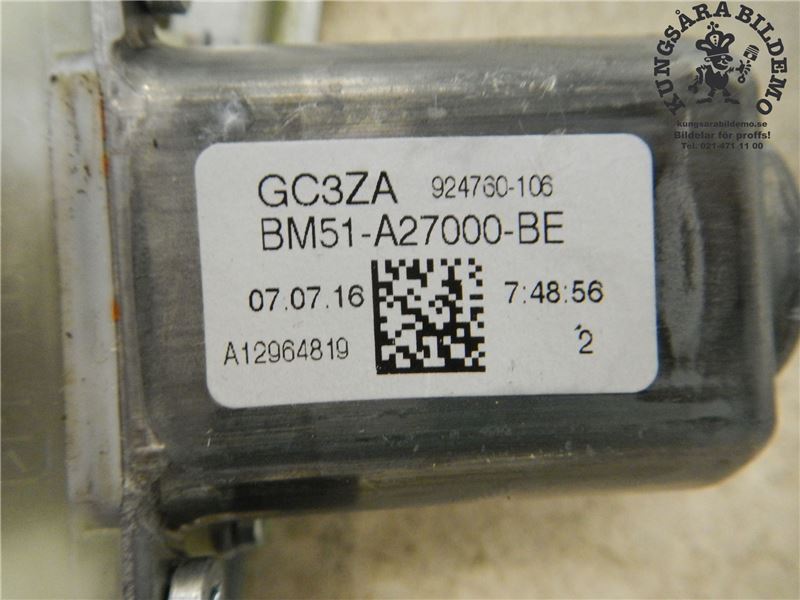 KUNGSÅRA BILDEMO
kungsarabildemo.se
Bildelar för proffs!
Tel. 021-471 11 00
GC3ZA 924760-106
BM51-A27000-BE
07.07.16 7:48:56
A12964819 2